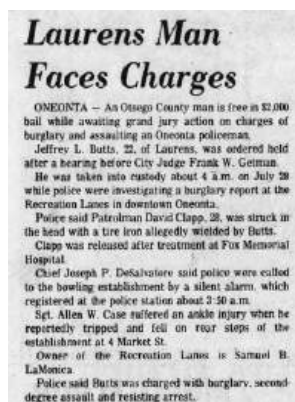 Laurens Man
Faces Charges
ONEONTA — An Otsego County man is free in $2,000
bail while awaiting grand jury action on charges of
burglary and assaulting an Oneonta policeman.
Jeffrey L. Butts, 22, of Laurens, was ordered held
after a hearing before City Judge Frank W. Getman.
He was taken into custody about 4 a.m. on July 29
while police were investigating a burglary report at the
Recreation Lanes in downtown Oneonta.
Police said Patrolman David Clapp, 28, was struck in
the head with a tire iron allegedly wielded by Butts.
Clapp was released after treatment at Fox Memorial
Hospital.
Chief Joseph P. DeSalvatore said police were called
to the bowling establishment by a silent alarm, which
registered at the police station about 3:50 a.m.
Sgt. Allen W. Case suffered an ankle injury when he
reportedly tripped and fell on rear steps of the
establishment at 4 Market St.
Owner of the Recreation Lanes is Samuel B.
LaMonica.
Police said Butts was charged with burglary, second-
degree assault and resisting arrest.